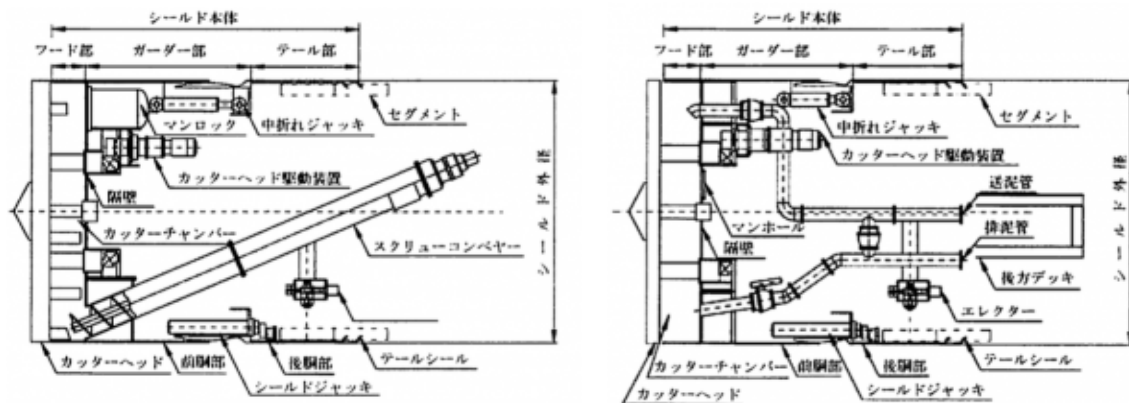 シールド本体
フード部
ガーダー部
テール部
セグメント
マンロック
中折れジャッキ
カッターヘッド駆動装置
隔壁
カッターチャンバー
スクリューコンベヤー
シールド外径
カッターヘッド
前胴部
後胴部
テールシール
シールドジャッキ
シールド本体
フード部
ガーダー部
テール部
セグメント
中折れジャッキ
カッターヘッド駆動装置
送泥管
マンホール
排泥管
隔壁
後方デッキ
シールド外径
エレクター
カッターチャンバー
前胴部
後胴部
テールシール
シールドジャッキ
カッターヘッド